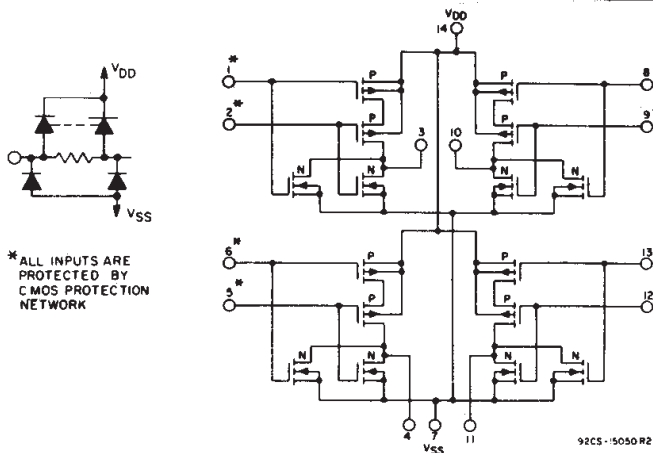 VDD
14
1*
P
P
8
VDD
2*
P
3
10
P
9
N
N
N
N
VSS
*ALL INPUTS ARE
PROTECTED BY
CMOS PROTECTION
NETWORK
6*
P
P
13
5*
P
P
12
N
N
N
N
4
7
11
VSS
92CS-15050R2